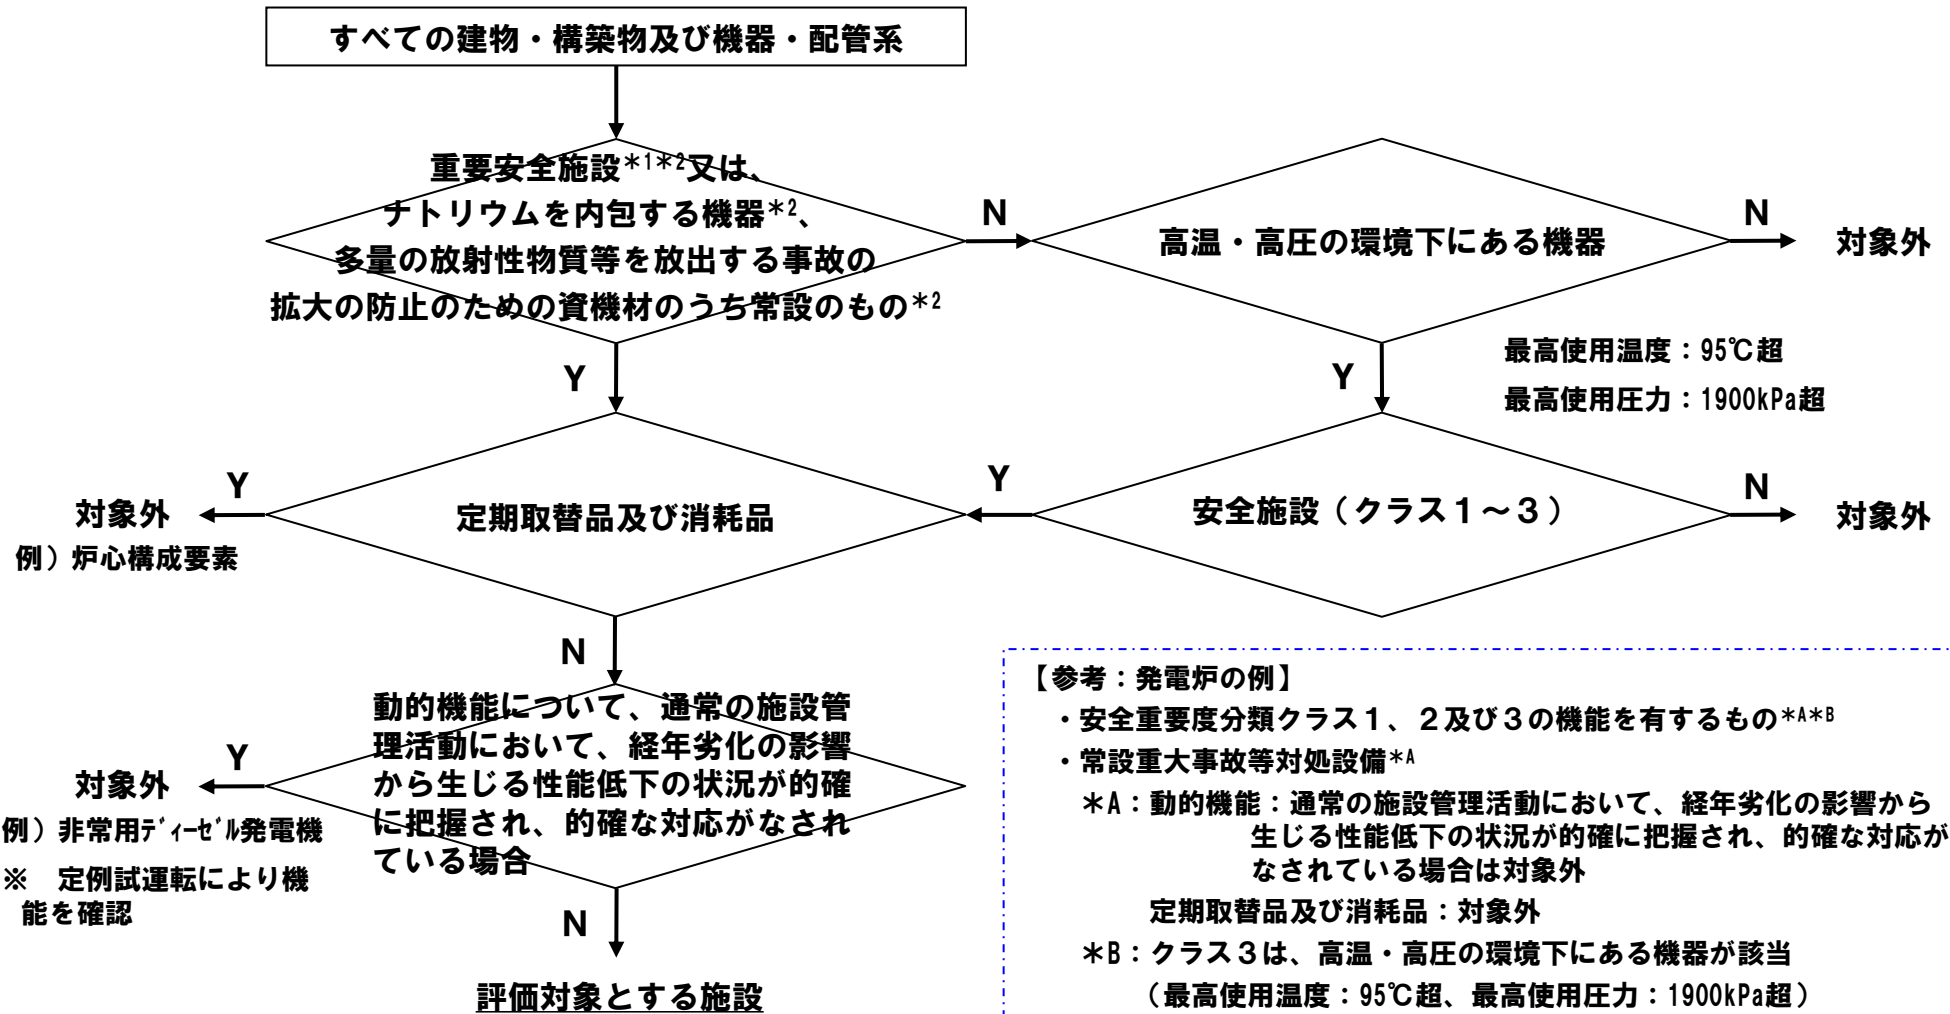 すべての建物・構築物及び機器・配管系
重要安全施設*1*2又は、
ナトリウムを内包する機器*2、
多量の放射性物質等を放出する事故の
拡大の防止のための資機材のうち常設のもの*2
N
高温・高圧の環境下にある機器
N
対象外
最高使用温度：95℃超
最高使用圧力：1900kPa超
Y
Y
定期取替品及び消耗品
Y
対象外
例）炉心構成要素
Y
安全施設（クラス１～３）
N
対象外
N
動的機能について、通常の施設管
理活動において、経年劣化の影響
から生じる性能低下の状況が的確
に把握され、的確な対応がなされ
ている場合
Y
対象外
例）非常用ﾃﾞｨｰｾﾞﾙ発電機
※　定例試運転により機
能を確認
N
評価対象とする施設
【参考：発電炉の例】
・安全重要度分類クラス１、２及び３の機能を有するもの*A*B
・常設重大事故等対処設備*A
＊A：動的機能：通常の施設管理活動において、経年劣化の影響から
生じる性能低下の状況が的確に把握され、的確な対応が
なされている場合は対象外
定期取替品及び消耗品：対象外
＊B：クラス３は、高温・高圧の環境下にある機器が該当
（最高使用温度：95℃超、最高使用圧力：1900kPa超）